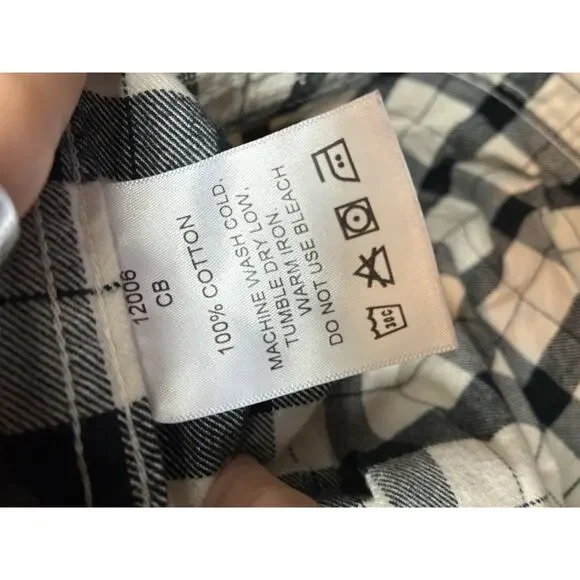 12006
CB
100% COTTON
MACHINE WASH COLD,
TUMBLE DRY LOW,
WARM IRON.
DO NOT USE BLEACH
30C